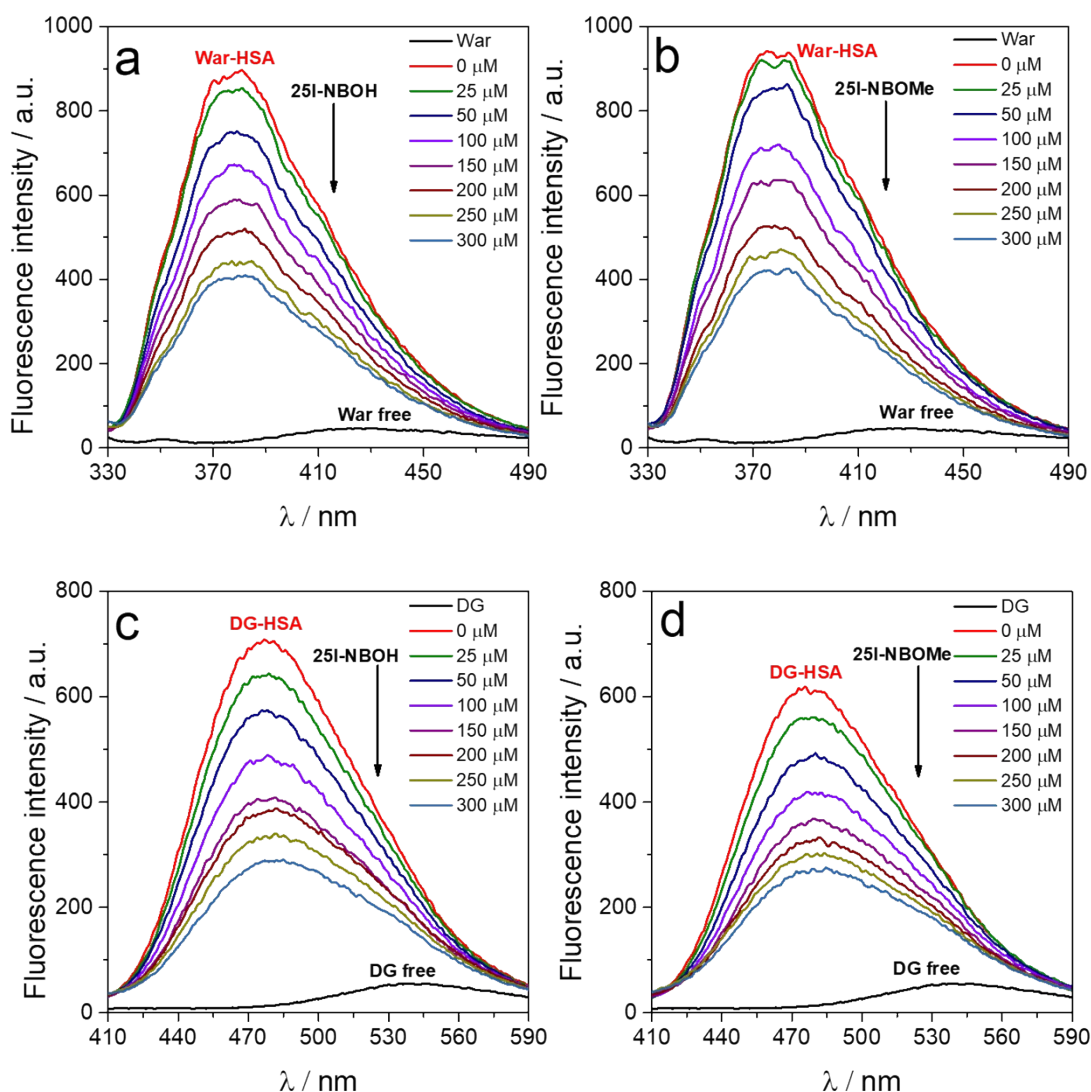 a
War-HSA
25I-NBOH
War
0 μM
25 μM
50 μM
100 μM
150 μM
200 μM
250 μM
300 μM
War free
Fluorescence intensity / a.u.
0
200
400
600
800
1000
330
370
410
450
490
λ / nm
b
War-HSA
25I-NBOMe
War
0 μM
25 μM
50 μM
100 μM
150 μM
200 μM
250 μM
300 μM
War free
Fluorescence intensity / a.u.
0
200
400
600
800
1000
330
370
410
450
490
λ / nm
c
DG-HSA
25I-NBOH
DG
0 μM
25 μM
50 μM
100 μM
150 μM
200 μM
250 μM
300 μM
DG free
Fluorescence intensity / a.u.
0
200
400
600
800
410
440
470
500
530
560
590
λ / nm
d
DG-HSA
25I-NBOMe
DG
0 μM
25 μM
50 μM
100 μM
150 μM
200 μM
250 μM
300 μM
DG free
Fluorescence intensity / a.u.
0
200
400
600
800
410
440
470
500
530
560
590
λ / nm